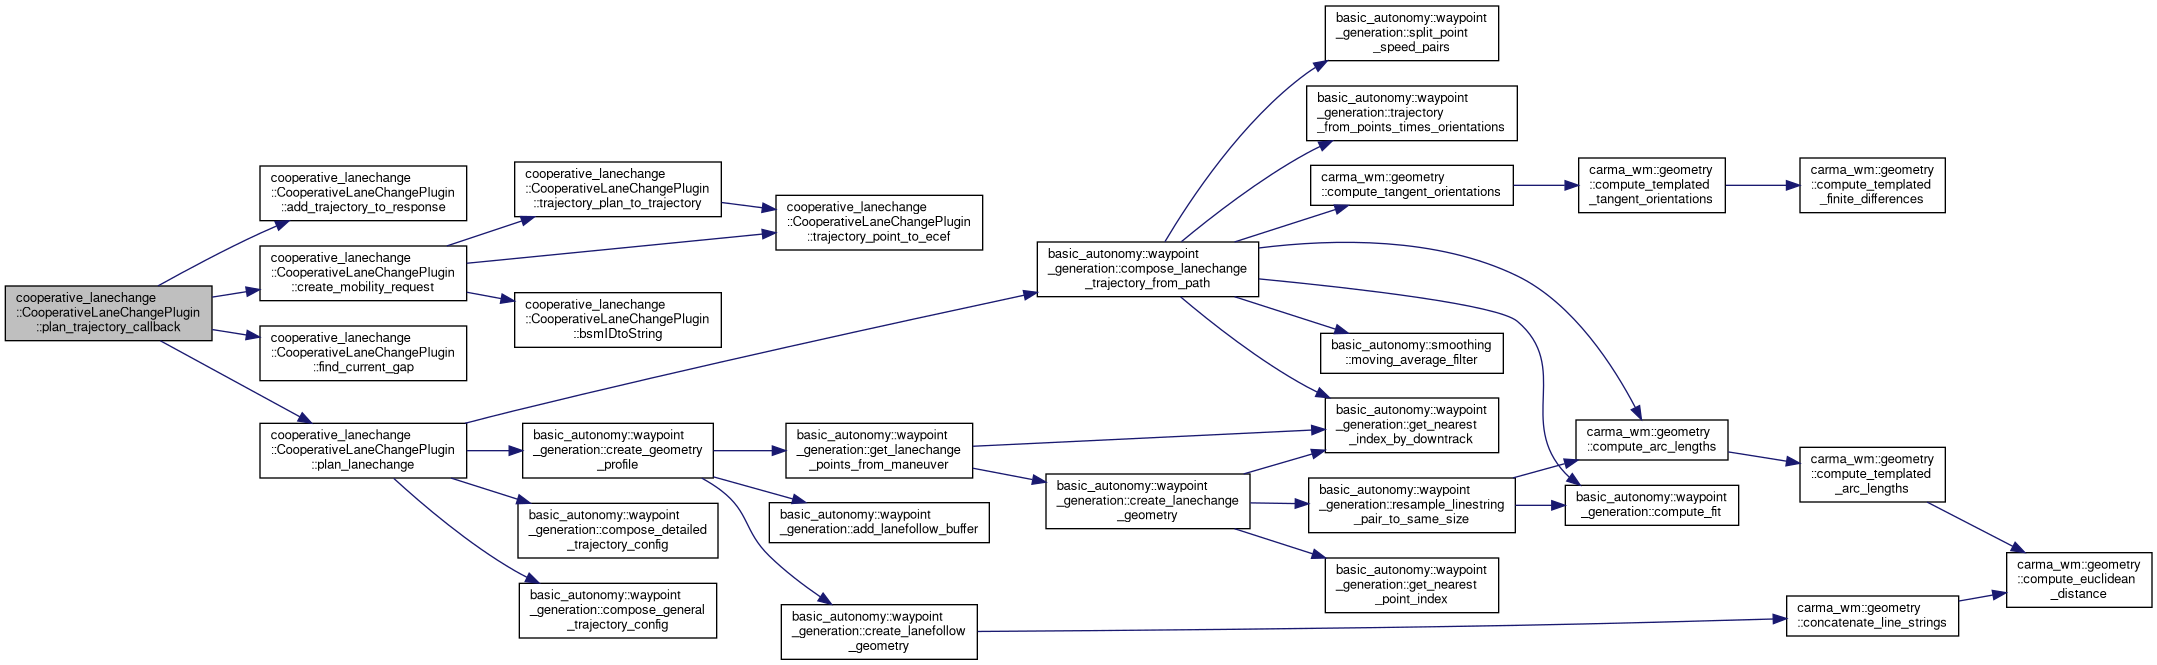 cooperative_lanechange
::CooperativeLaneChangePlugin
::plan_trajectory_callback
cooperative_lanechange
::CooperativeLaneChangePlugin
::add_trajectory_to_response
cooperative_lanechange
::CooperativeLaneChangePlugin
::create_mobility_request
cooperative_lanechange
::CooperativeLaneChangePlugin
::find_current_gap
cooperative_lanechange
::CooperativeLaneChangePlugin
::plan_lanechange
cooperative_lanechange
::CooperativeLaneChangePlugin
::trajectory_plan_to_trajectory
cooperative_lanechange
::CooperativeLaneChangePlugin
::bsmIDtoString
basic_autonomy::waypoint
_generation::create_geometry
_profile
basic_autonomy::waypoint
_generation::compose_detailed
_trajectory_config
basic_autonomy::waypoint
_generation::compose_general
_trajectory_config
cooperative_lanechange
::CooperativeLaneChangePlugin
::trajectory_point_to_ecef
basic_autonomy::waypoint
_generation::get_lanechange
_points_from_maneuver
basic_autonomy::waypoint
_generation::add_lanefollow_buffer
basic_autonomy::waypoint
_generation::create_lanefollow
_geometry
basic_autonomy::waypoint
_generation::compose_lanechange
_trajectory_from_path
basic_autonomy::waypoint
_generation::create_lanechange
_geometry
basic_autonomy::waypoint
_generation::split_point
_speed_pairs
basic_autonomy::waypoint
_generation::trajectory
_from_points_times_orientations
carma_wm::geometry
::compute_tangent_orientations
basic_autonomy::smoothing
::moving_average_filter
basic_autonomy::waypoint
_generation::get_nearest
_index_by_downtrack
basic_autonomy::waypoint
_generation::resample_linestring
_pair_to_same_size
basic_autonomy::waypoint
_generation::get_nearest
_point_index
carma_wm::geometry
::compute_templated
_tangent_orientations
carma_wm::geometry
::compute_arc_lengths
basic_autonomy::waypoint
_generation::compute_fit
carma_wm::geometry
::compute_templated
_finite_differences
carma_wm::geometry
::compute_templated
_arc_lengths
carma_wm::geometry
::concatenate_line_strings
carma_wm::geometry
::compute_euclidean
_distance